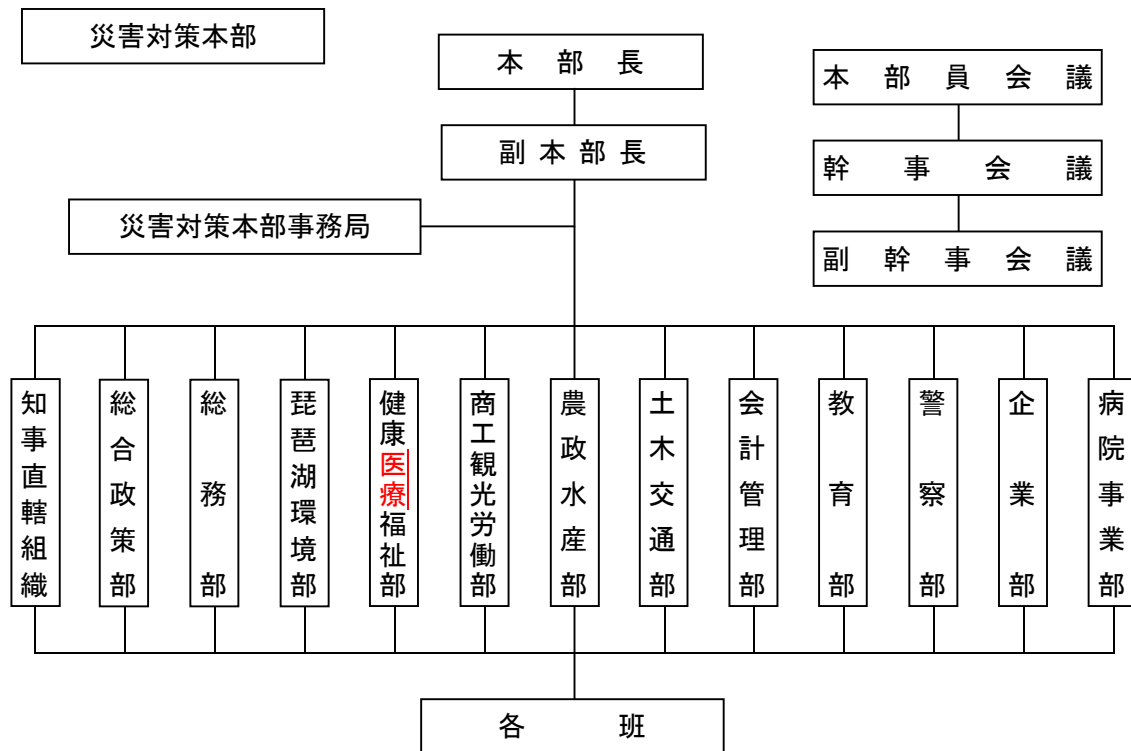 災害対策本部
本部長
副本部長
災害対策本部事務局
本部員会議
幹事会議
副幹事会議
知事直轄組織
総合政策部
総務部
琵琶湖環境部
健康医療福祉部
商工観光労働部
農政水産部
土木交通部
会計管理部
教育部
警察部
企業部
病院事業部
各班